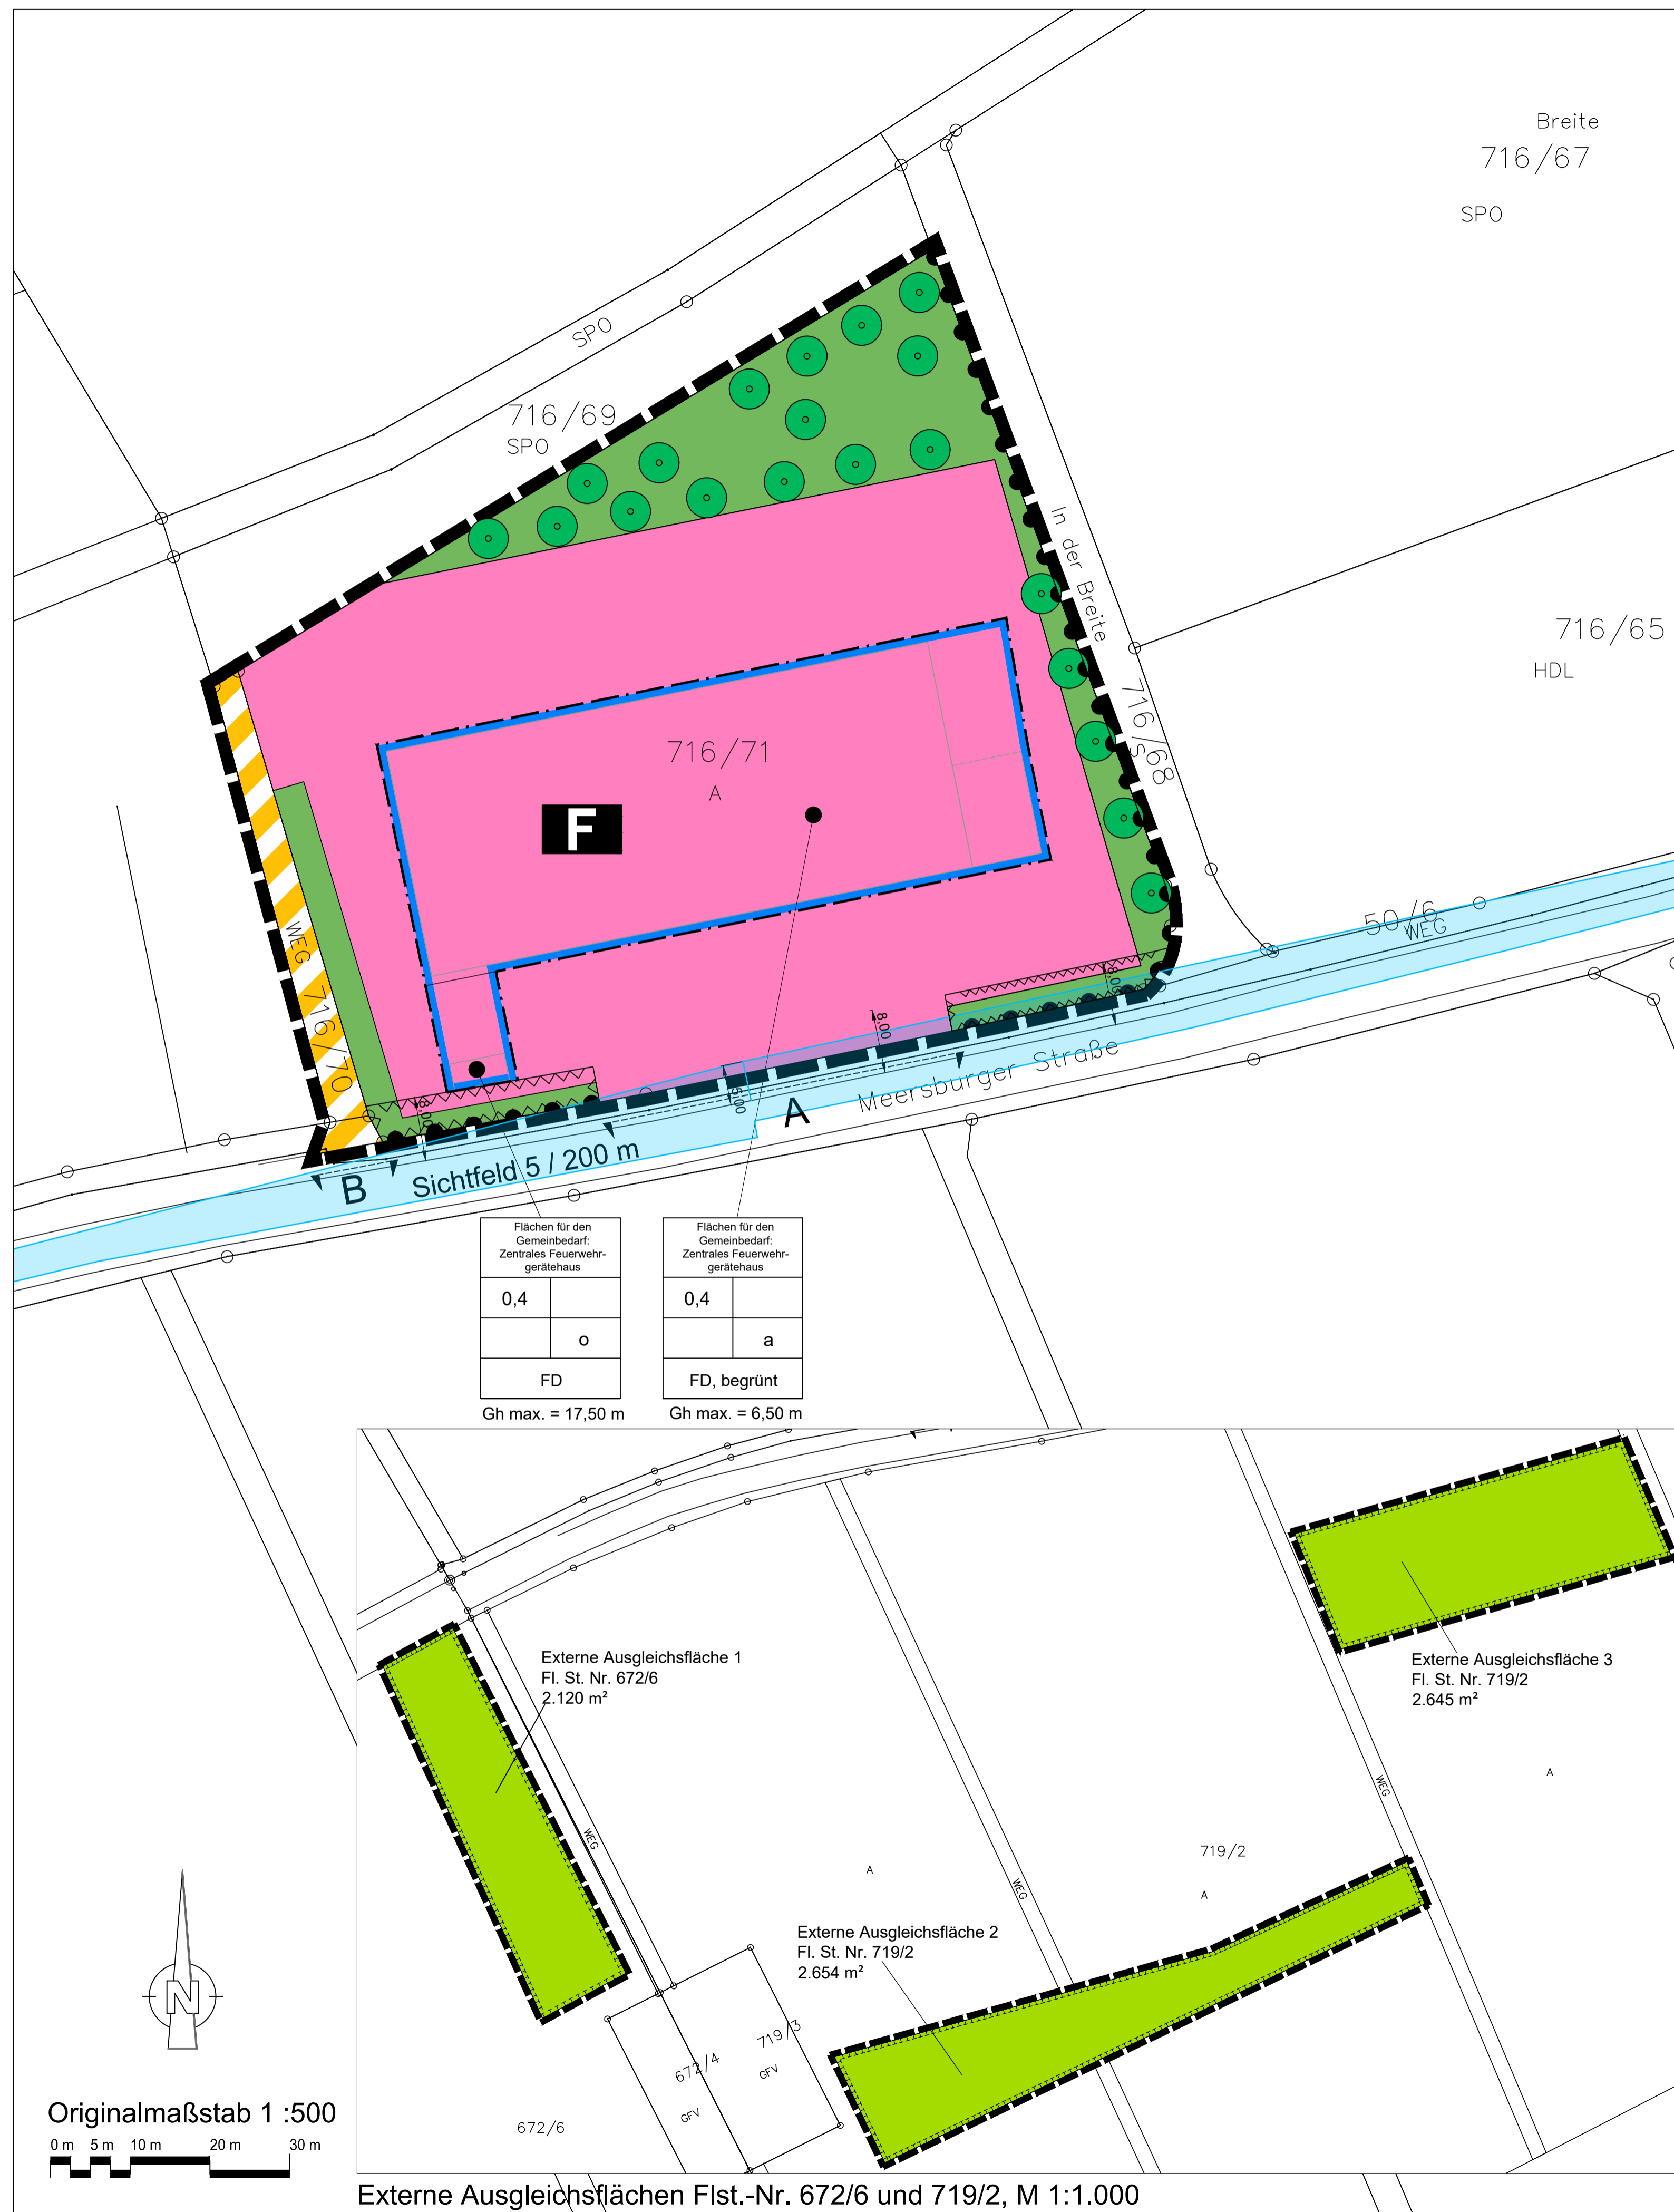 Breite
716/67
SPO
SPO
716/69
SPO
In der Breite
716/65
HDL
716/68
S
716/71
A
F
WEG
716/70
50/6
WEG
8,00
8,00
8,00
5,00
Meersburger Straße
A
B
Sichtfeld 5 / 200 m
Flächen für den
Gemeinbedarf:
Zentrales Feuerwehr-
gerätehaus
0,4
o
FD
Gh max. = 17,50 m
Flächen für den
Gemeinbedarf:
Zentrales Feuerwehr-
gerätehaus
0,4
a
FD, begrünt
Gh max. = 6,50 m
Externe Ausgleichsfläche 1
Fl. St. Nr. 672/6
2.120 m²
Externe Ausgleichsfläche 3
Fl. St. Nr. 719/2
2.645 m²
WEG
A
WEG
719/2
A
A
WEG
Externe Ausgleichsfläche 2
Fl. St. Nr. 719/2
2.654 m²
719/3
GFV
672/4
GFV
672/6
N
Originalmaßstab 1 :500
0 m 5 m 10 m 20 m 30 m
Externe Ausgleichsflächen Flst.-Nr. 672/6 und 719/2, M 1:1.000